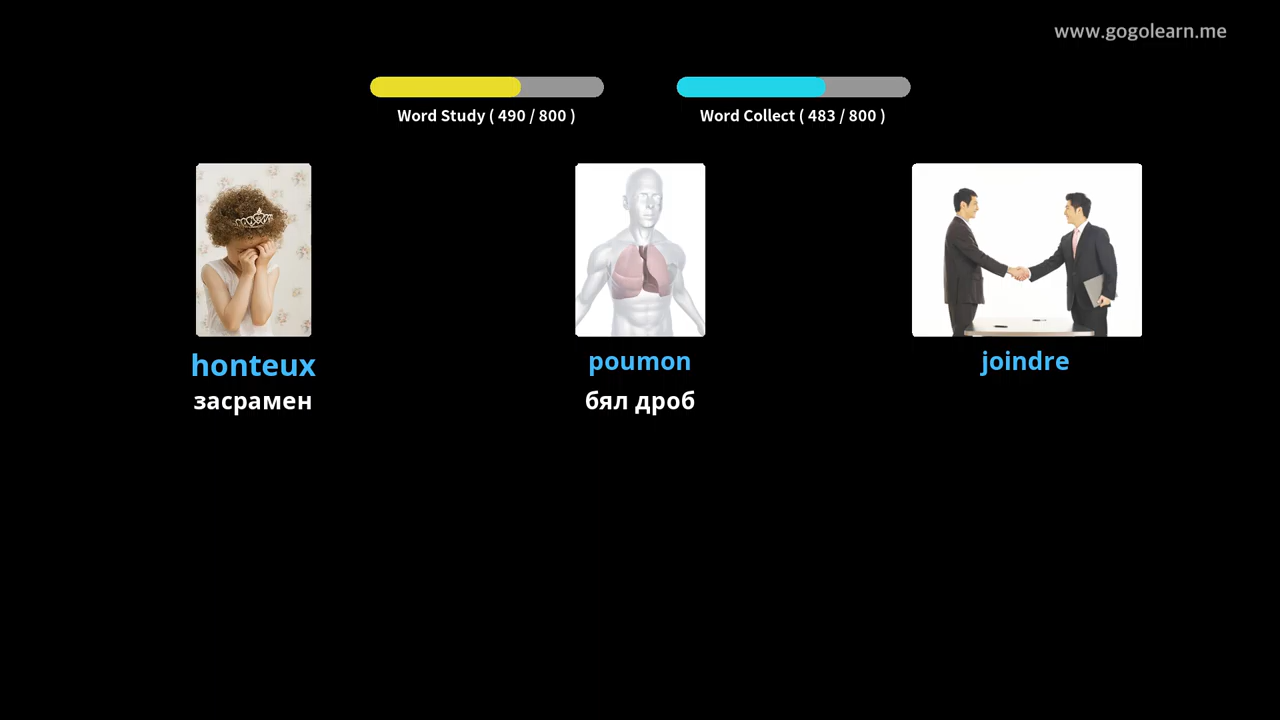 www.gogolearn.me
Word Study ( 490 / 800 )
Word Collect ( 483 / 800 )
honteux
засрамен
poumon
бял дроб
joindre